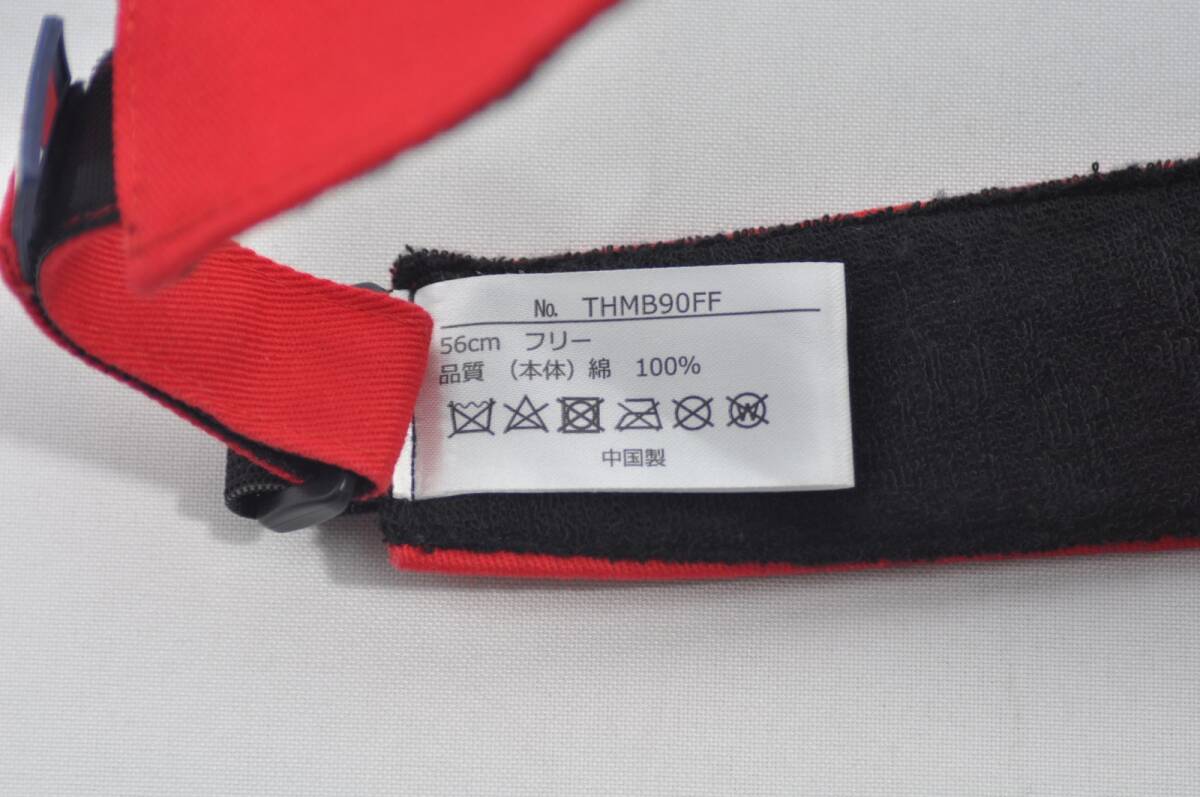 № THMB90FF
56cm フリー
品質 （本体）綿 100%
中国製